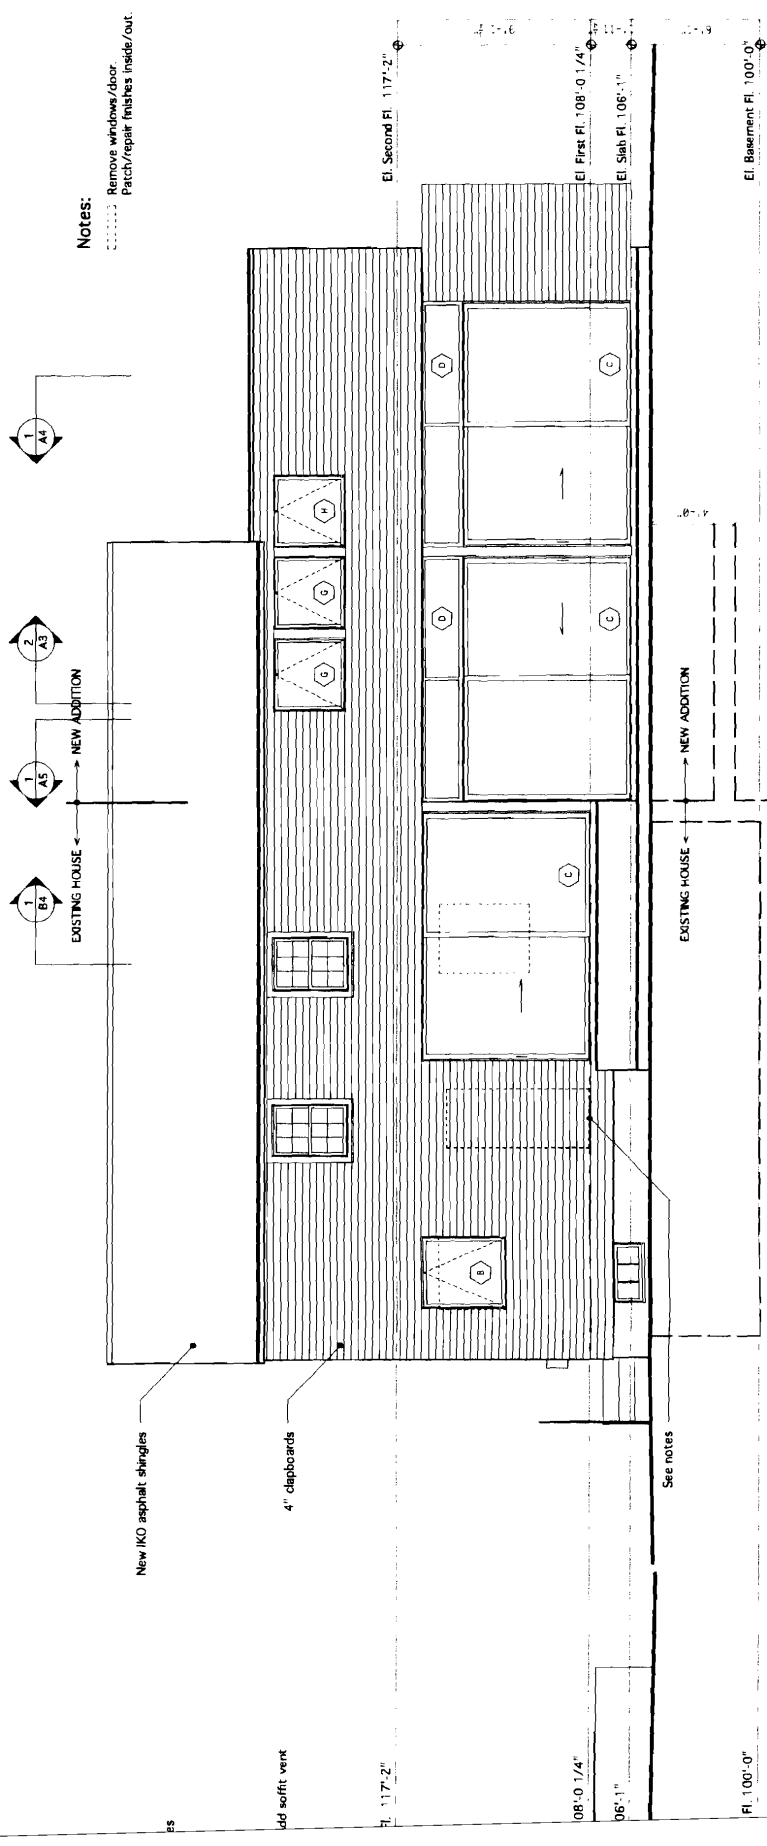 Notes:
Remove windows/door.
Patch/repair finishes inside/out.
1
B4
1
A5
2
A3
1
A4
EXISTING HOUSE
NEW ADDITION
New IKO asphalt shingles
4" clapboards
es
dd soffit vent
G
G
H
Fl. 117'-2"
El. Second Fl. 117'-2"
B
C
D
D
C
C
08'-0 1/4"
El. First Fl. 108'-0 1/4"
06'-1"
El. Slab Fl. 106'-1"
See notes
EXISTING HOUSE
NEW ADDITION
4'-0"
Fl. 100'-0"
El. Basement Fl. 100'-0"